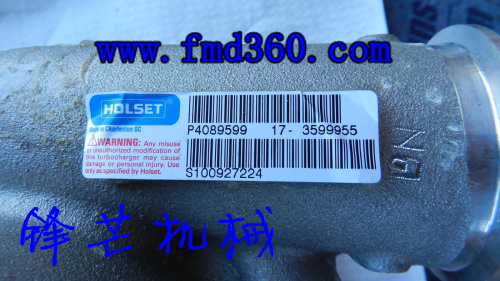 www.fmd360.com
HOLSET
Made in Charleston SC
P4089599 17- 3599955
WARNING: Any misuse
or unauthorized modification of
this turbocharger may cause
damage or personal injury. Use
only as specified by Holset.
S100927224
锋芒机械